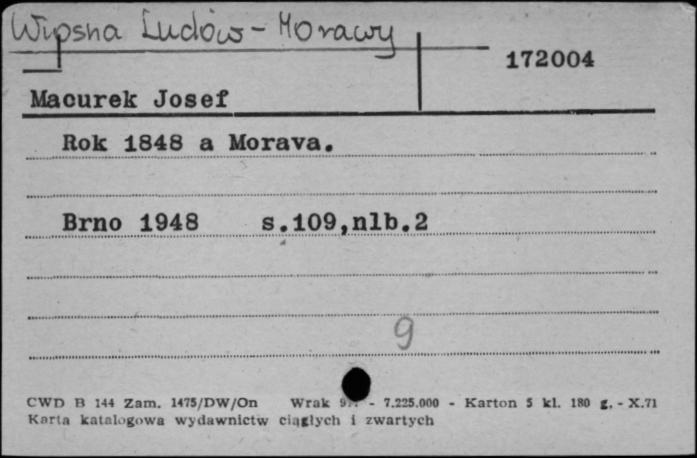 Wiosna Ludów - Morawy
172004
Macurek Josef
Rok 1848 a Morava.
Brno 1948 s.109,nlb.2
9
CWD B 144 Zam. 1475/DW/On Wrak - 7.225.000 - Karton 5 kl. 180 g. - X.71
Karta katalogowa wydawnictw ciągłych i zwartych